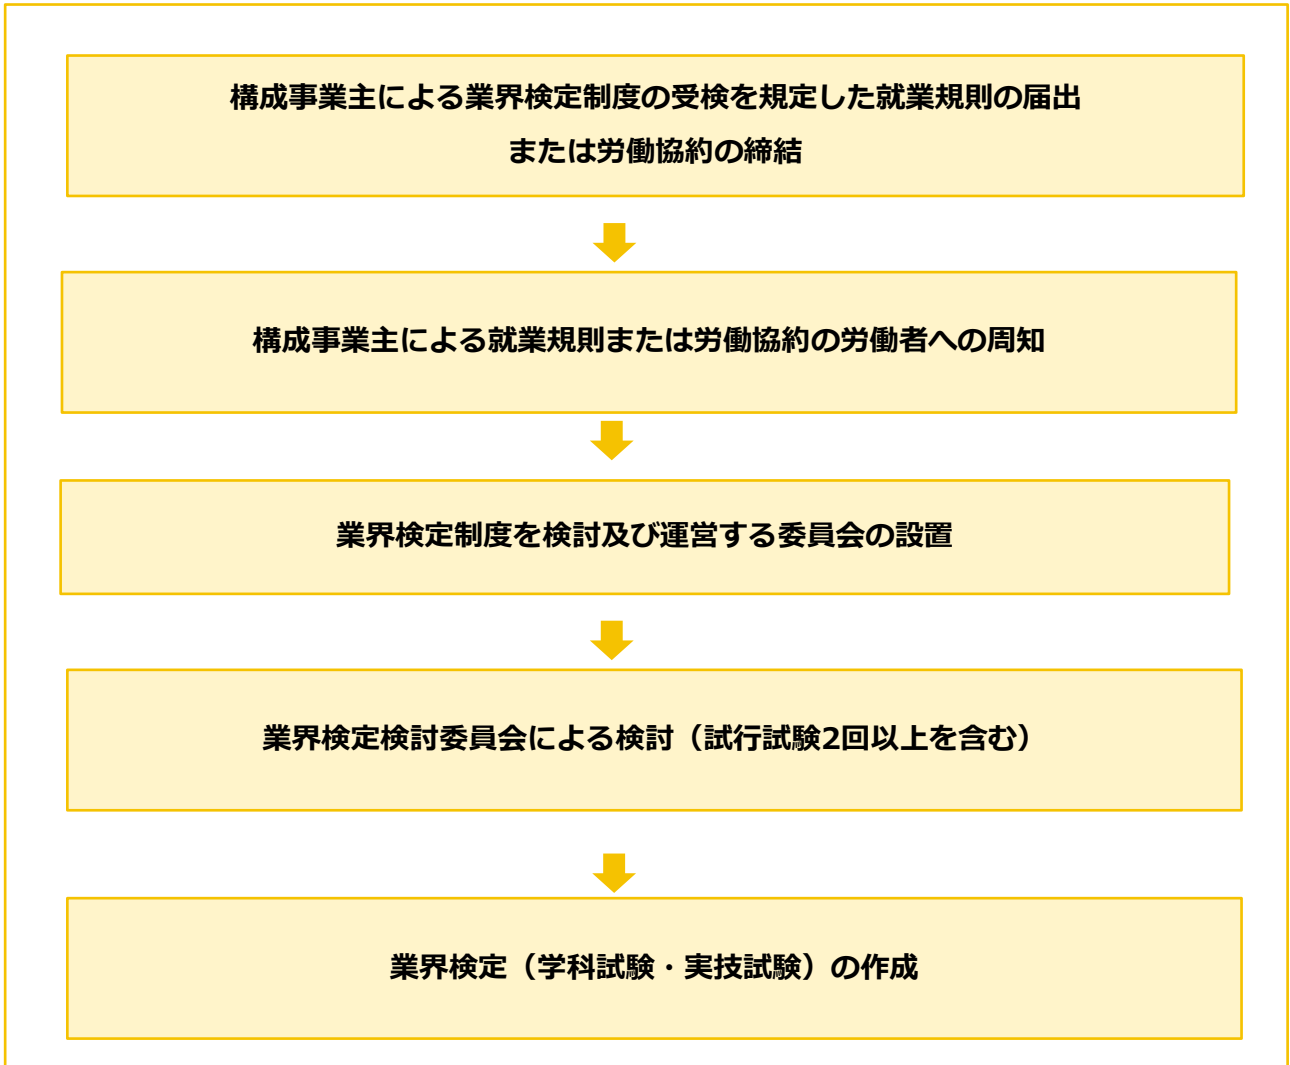 構成事業主による業界検定制度の受検を規定した就業規則の届出
または労働協約の締結
構成事業主による就業規則または労働協約の労働者への周知
業界検定制度を検討及び運営する委員会の設置
業界検定検討委員会による検討（試行試験2回以上を含む）
業界検定（学科試験・実技試験）の作成